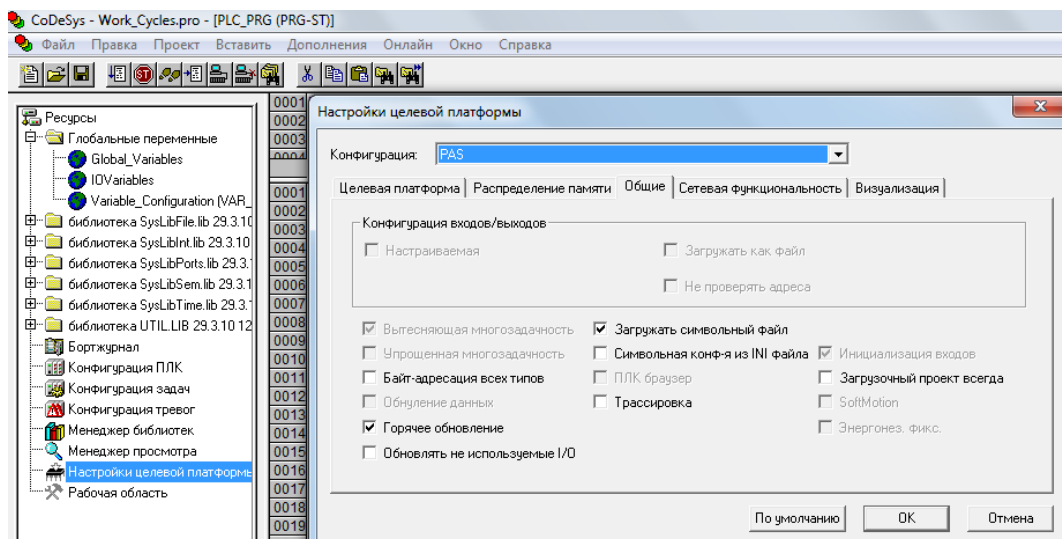 CoDeSys - Work_Cycles.pro - [PLC_PRG (PRG-ST)]
Файл Правка Проект Вставить Дополнения Онлайн Окно Справка
Ресурсы
Глобальные переменные
Global_Variables
IOVariables
Variable_Configuration (VAR_
библиотека SysLibFile.lib 29.3.10
библиотека SysLibInt.lib 29.3.10
библиотека SysLibPorts.lib 29.3.1
библиотека SysLibSem.lib 29.3.1
библиотека SysLibTime.lib 29.3.1
библиотека UTIL.LIB 29.3.10 12
Бортжурнал
Конфигурация ПЛК
Конфигурация задач
Конфигурация тревог
Менеджер библиотек
Менеджер просмотра
Настройки целевой платформы
Рабочая область
0001
0002
0003
0004
0001
0002
0003
0004
0005
0006
0007
0008
0009
0010
0011
0012
0013
0014
0015
0016
0017
0018
0019
Настройки целевой платформы
Конфигурация: PAS
Целевая платформа Распределение памяти Общие Сетевая функциональность Визуализация
Конфигурация входов/выходов
Настраиваемая Загружать как файл
Не проверять адреса
Вытесняющая многозадачность Загружать символьный файл
Упрощенная многозадачность Символьная конф-я из INI файла Инициализация входов
Байт-адресация всех типов ПЛК браузер Загрузочный проект всегда
Обнуление данных Трассировка SoftMotion
Горячее обновление Энергонез. фикс.
Обновлять не используемые I/O
По умолчанию OK Отмена